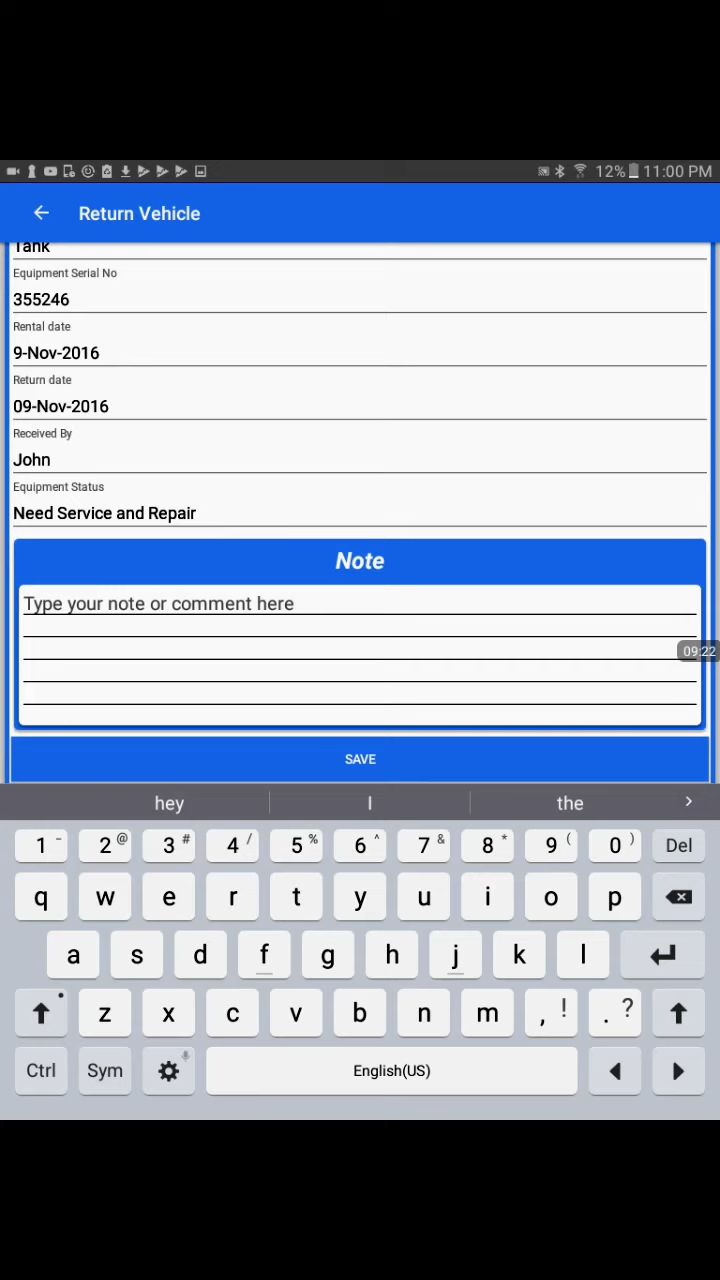 12% 11:00 PM
Return Vehicle
Tank
Equipment Serial No
355246
Rental date
9-Nov-2016
Return date
09-Nov-2016
Received By
John
Equipment Status
Need Service and Repair
Note
Type your note or comment here
09:22
SAVE
hey I the
1 - 2 @ 3 # 4 / 5 % 6 ^ 7 & 8 * 9 ( 0 ) Del
q w e r t y u i o p
a s d f g h j k l
z x c v b n m , ! . ?
Ctrl Sym English(US)